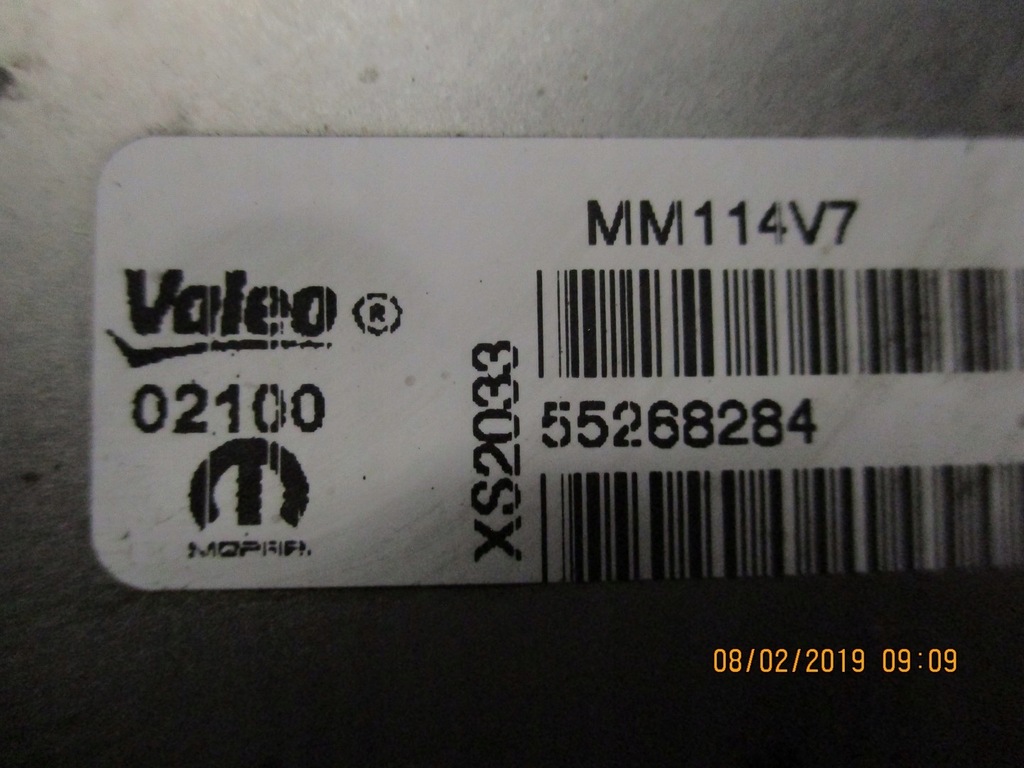 MM114V7
Valeo ®
02100
MOPAR.
XS2033
55268284
08/02/2019 09:09